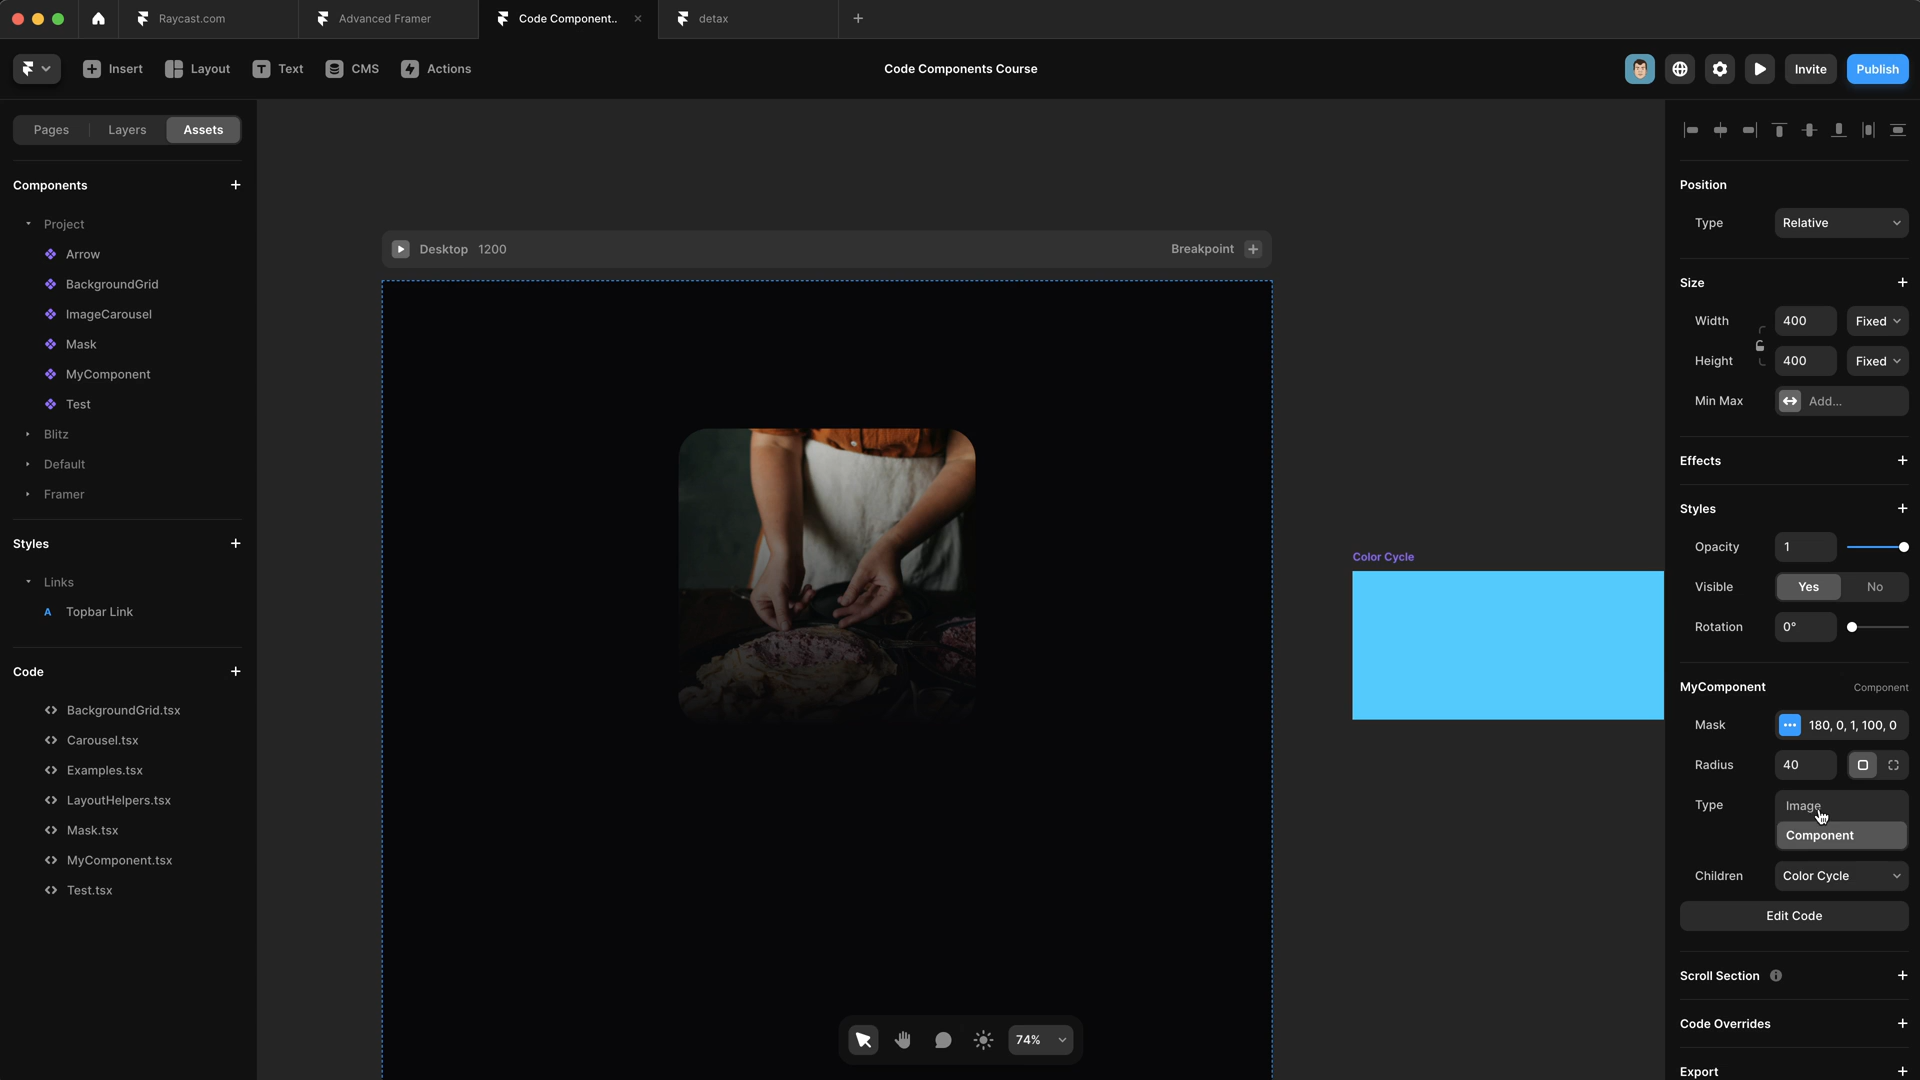 Raycast.com
Advanced Framer
Code Component..
detax
Insert
Layout
Text
CMS
Actions
Code Components Course
Invite
Publish
Pages
Layers
Assets
Components
Project
Arrow
BackgroundGrid
ImageCarousel
Mask
MyComponent
Test
Blitz
Default
Framer
Styles
Links
A Topbar Link
Code
BackgroundGrid.tsx
Carousel.tsx
Examples.tsx
LayoutHelpers.tsx
Mask.tsx
MyComponent.tsx
Test.tsx
Desktop 1200
Breakpoint
Color Cycle
74%
Position
Type Relative
Size
Width 400 Fixed
Height 400 Fixed
Min Max Add...
Effects
Styles
Opacity 1
Visible Yes No
Rotation 0°
MyComponent Component
Mask 180, 0, 1, 100, 0
Radius 40
Type Image
Component
Children Color Cycle
Edit Code
Scroll Section
Code Overrides
Export